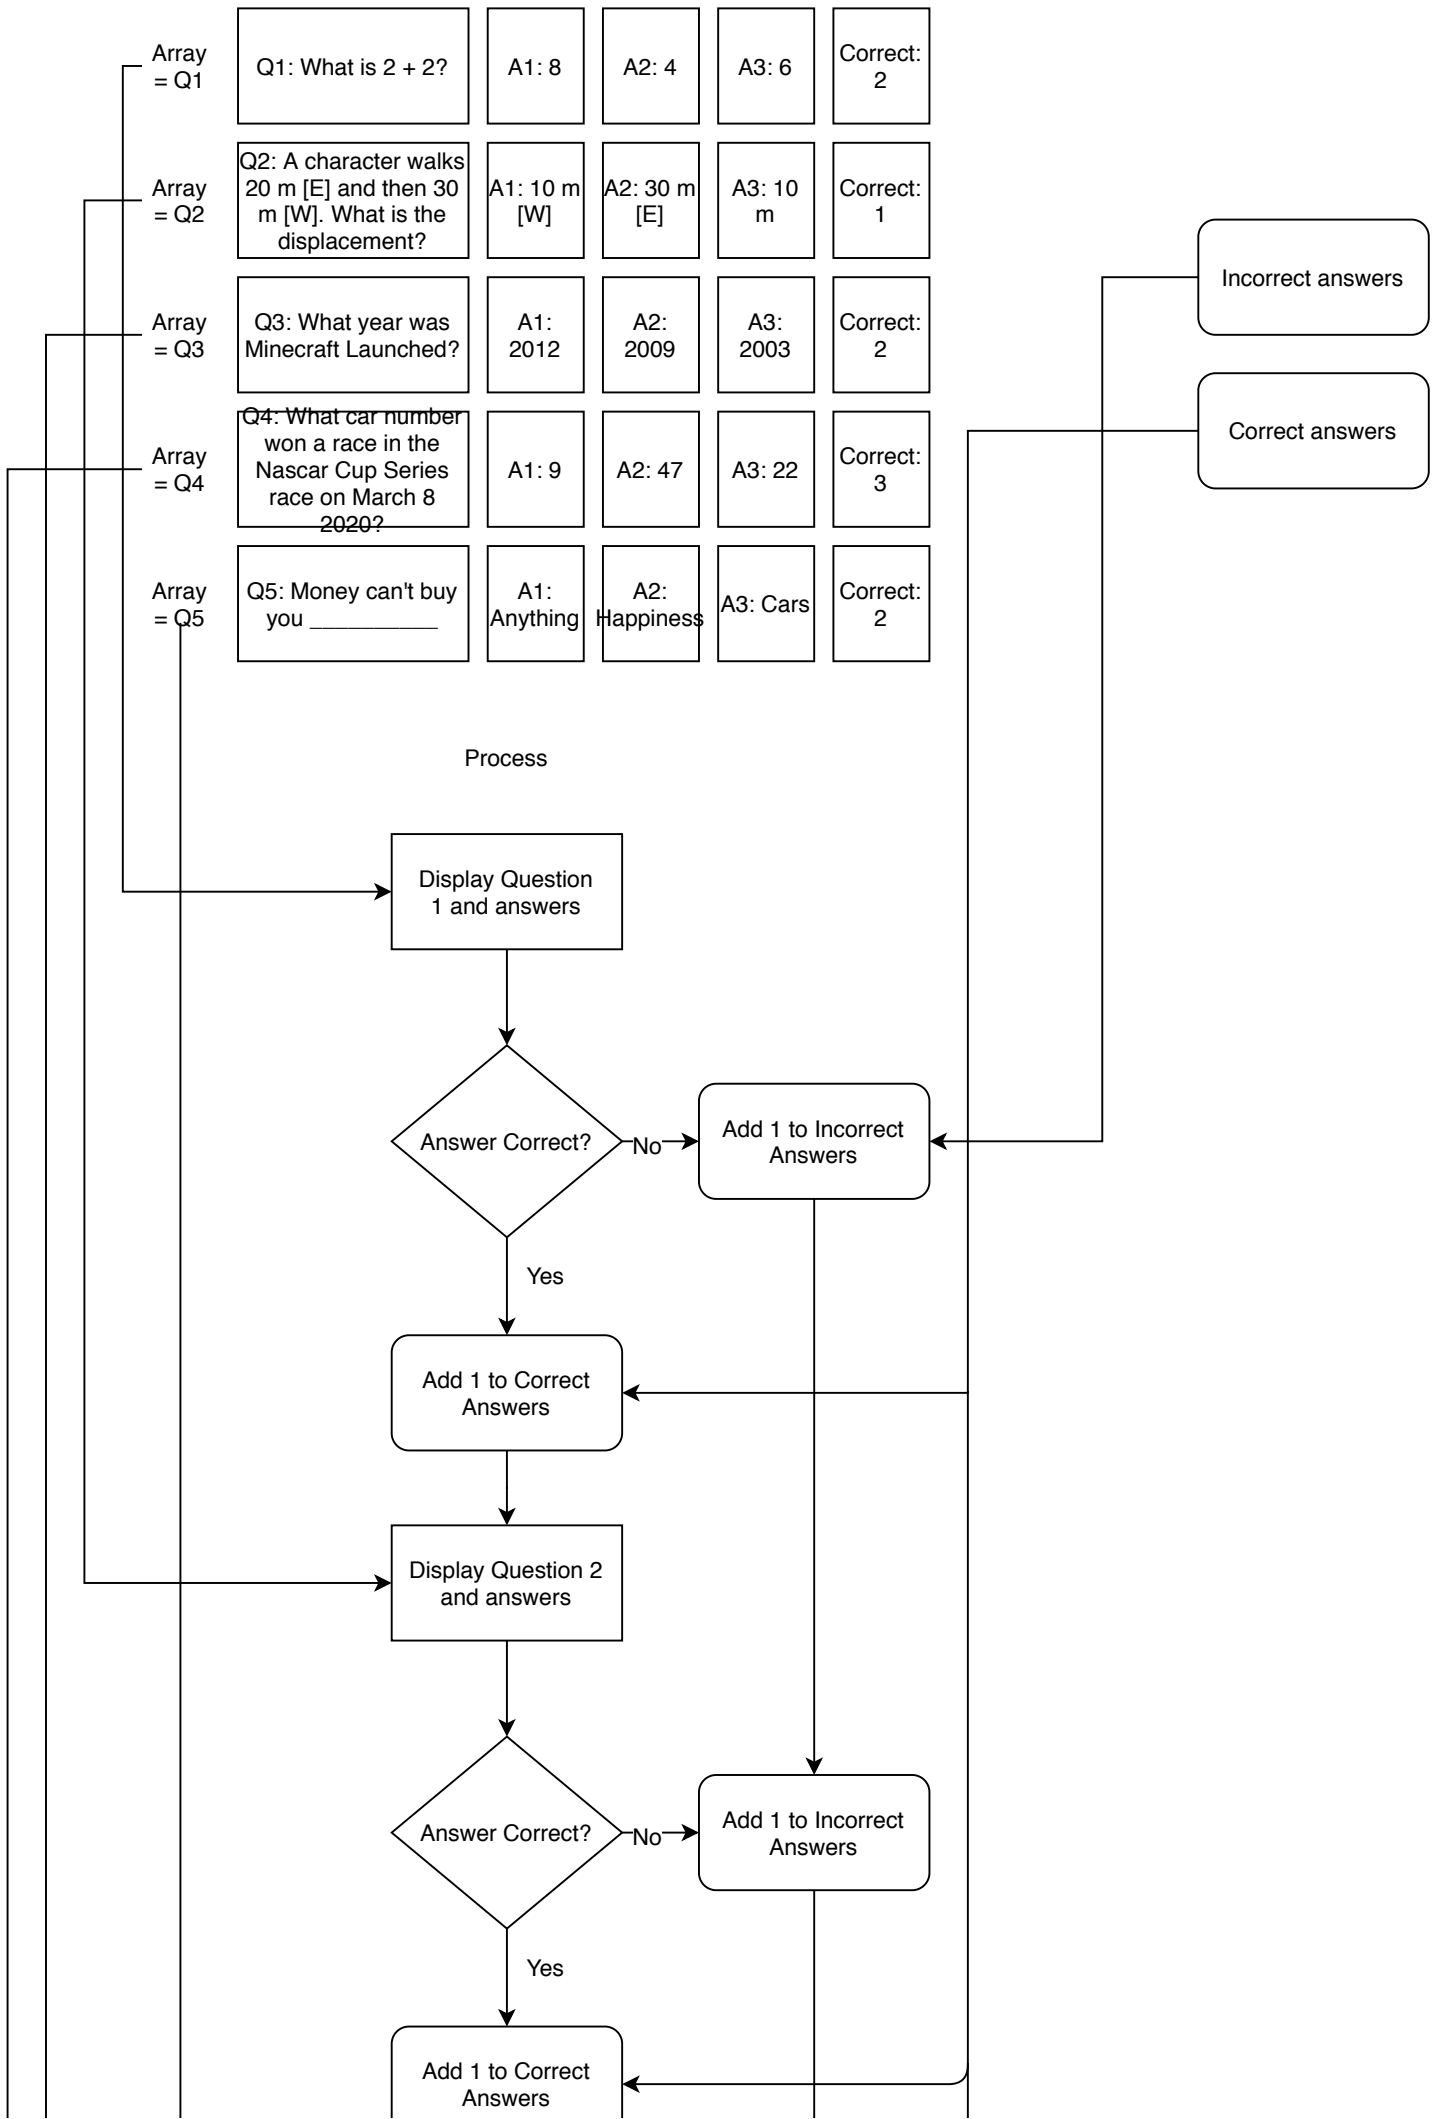 Array
= Q1
Q1: What is 2 + 2?
A1: 8
A2: 4
A3: 6
Correct:
2
Array
= Q2
Q2: A character walks
20 m [E] and then 30
m [W]. What is the
displacement?
A1: 10 m
[W]
A2: 30 m
[E]
A3: 10
m
Correct:
1
Incorrect answers
Array
= Q3
Q3: What year was
Minecraft Launched?
A1:
2012
A2:
2009
A3:
2003
Correct:
2
Correct answers
Array
= Q4
Q4: What car number
won a race in the
Nascar Cup Series
race on March 8
2020?
A1: 9
A2: 47
A3: 22
Correct:
3
Array
= Q5
Q5: Money can't buy
you __________
A1:
Anything
A2:
Happiness
A3: Cars
Correct:
2
Process
Display Question
1 and answers
Answer Correct?
No
Add 1 to Incorrect
Answers
Yes
Add 1 to Correct
Answers
Display Question 2
and answers
Answer Correct?
No
Add 1 to Incorrect
Answers
Yes
Add 1 to Correct
Answers